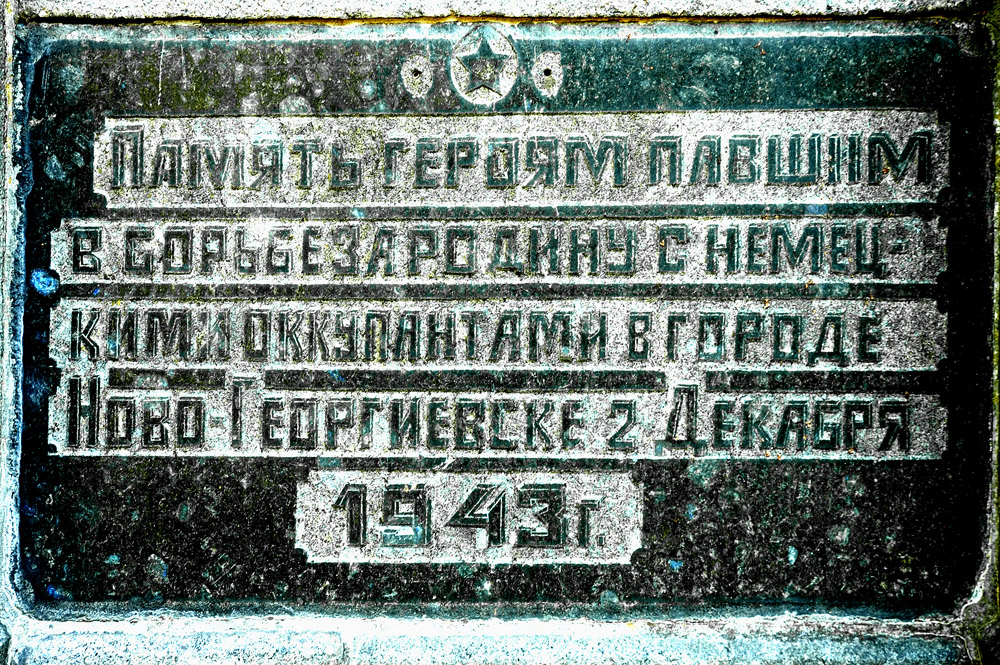 Память героям павшим
в борьбе за родину с немец-
кими оккупантами в городе
Ново-Георгиевске 2 Декабря
1943 г.